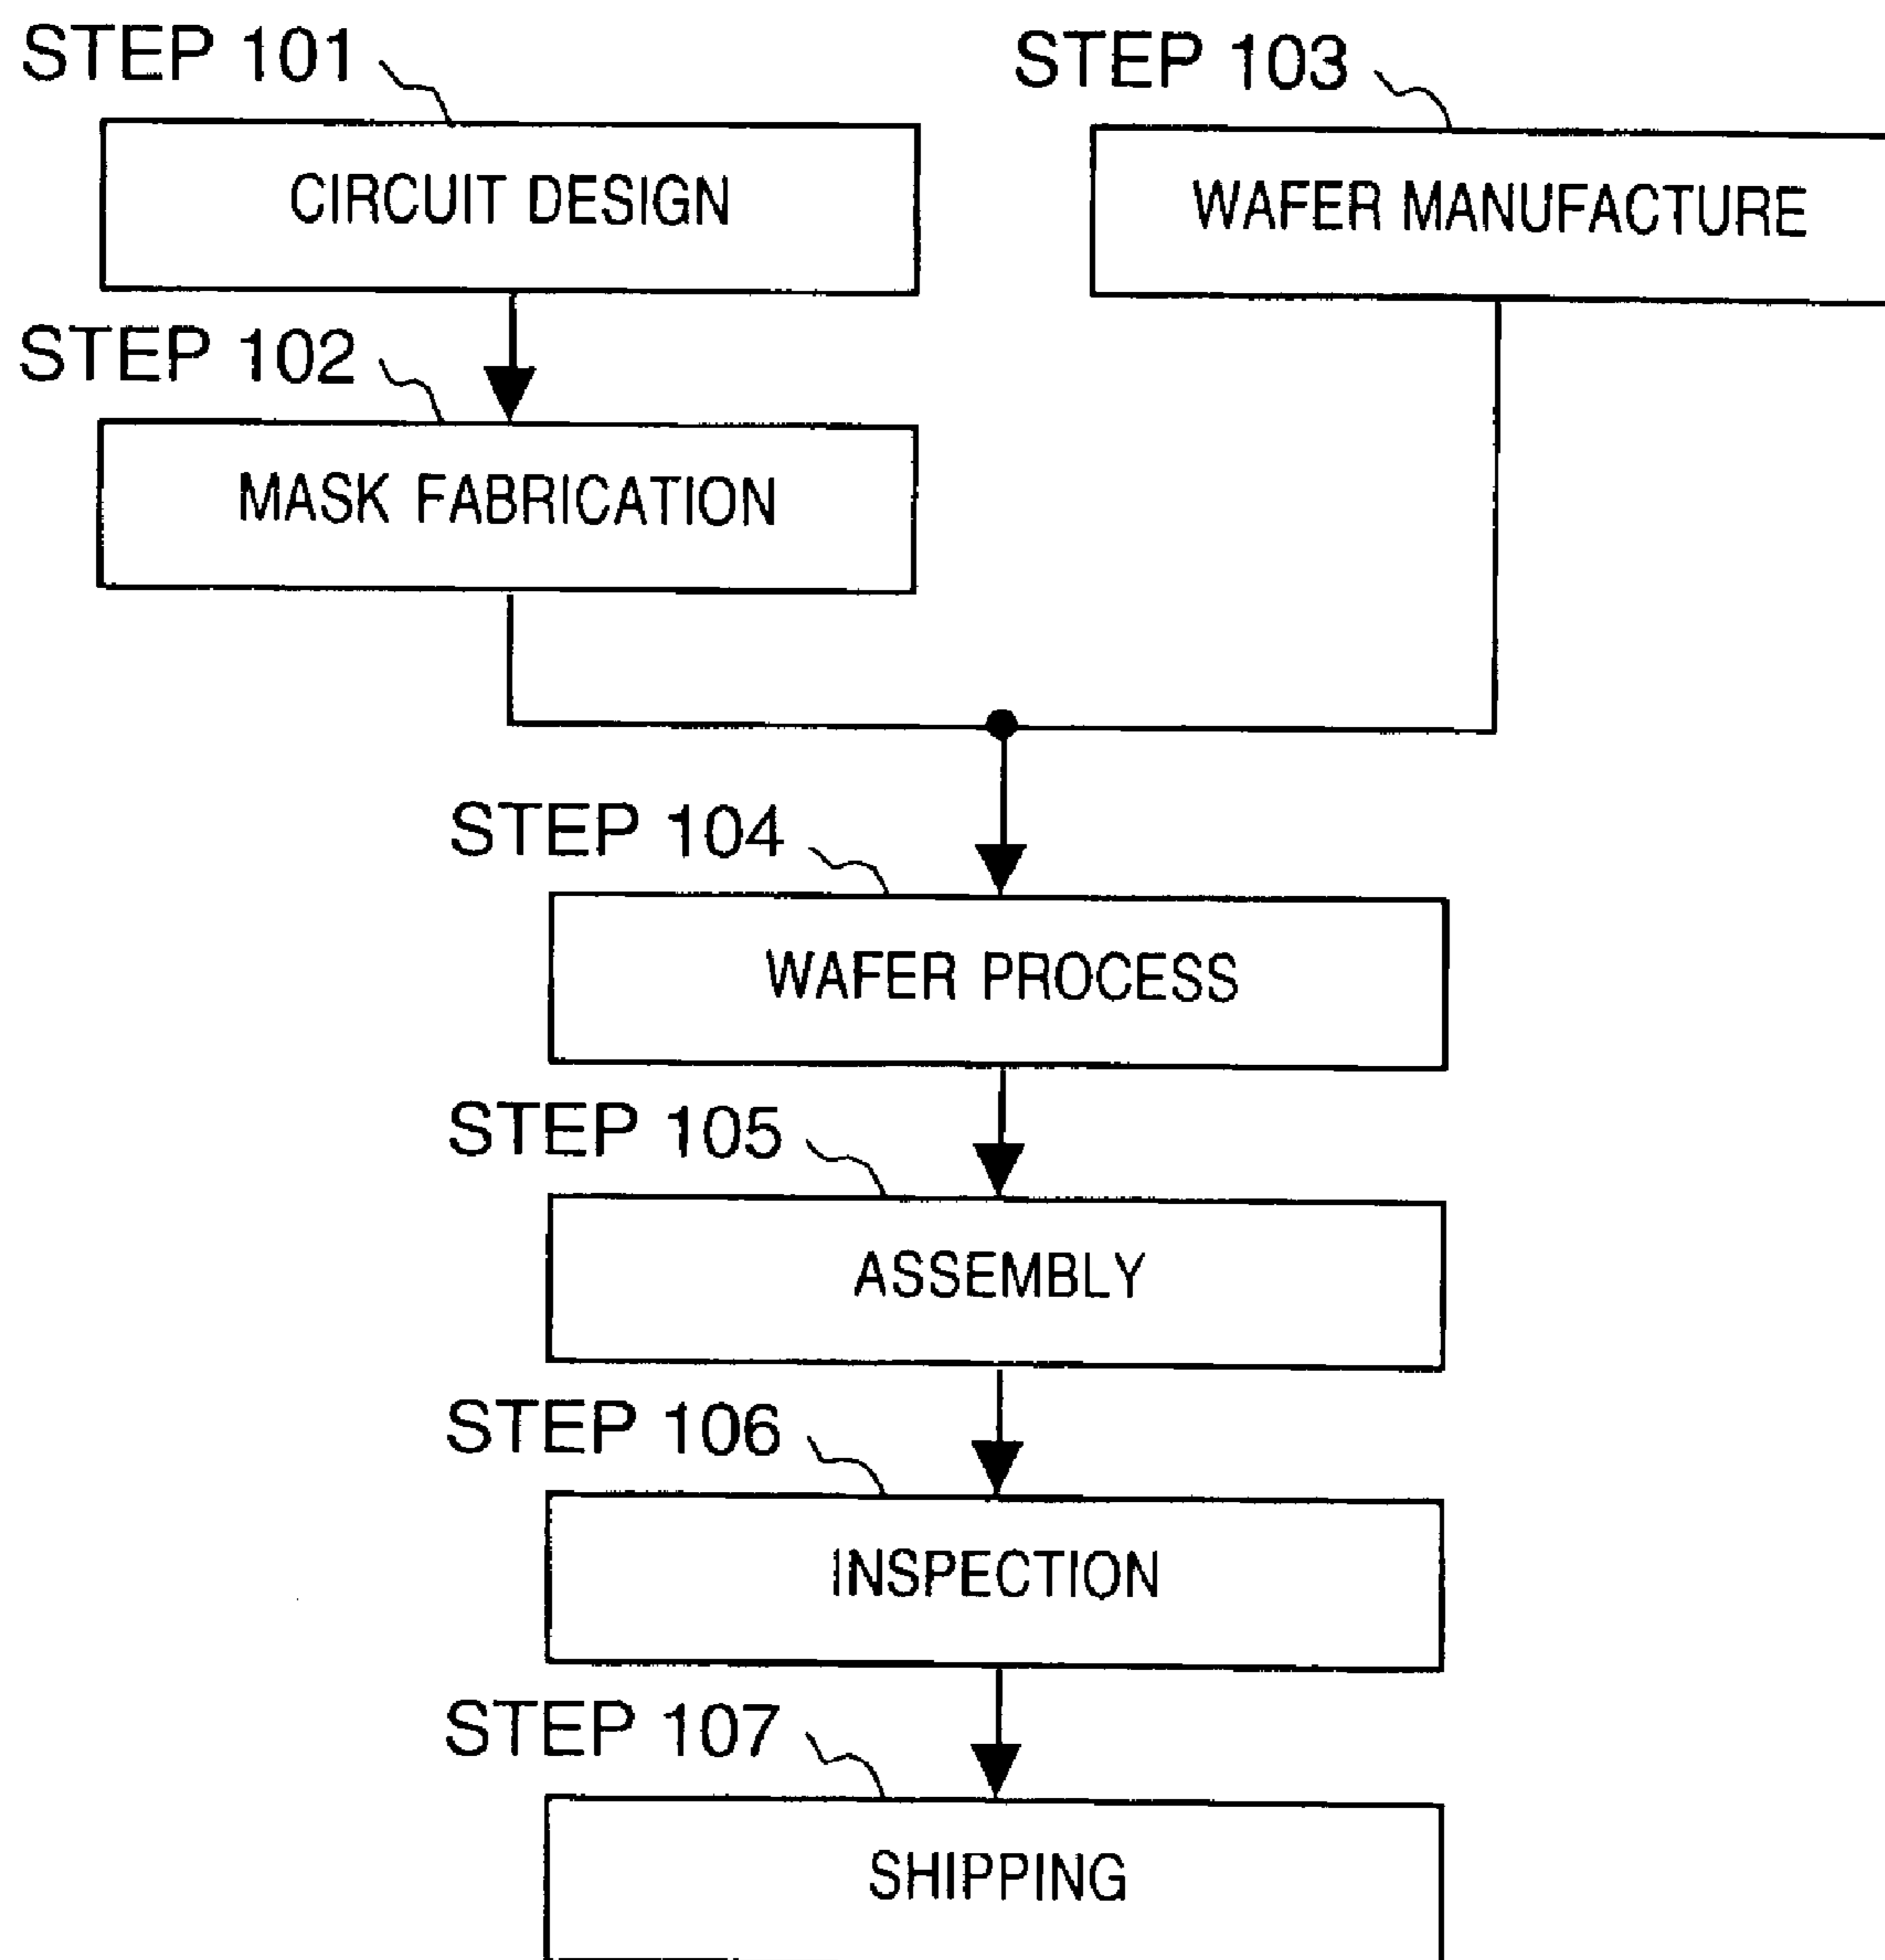 STEP 101
CIRCUIT DESIGN
STEP 103
WAFER MANUFACTURE
STEP 102
MASK FABRICATION
STEP 104
WAFER PROCESS
STEP 105
ASSEMBLY
STEP 106
INSPECTION
STEP 107
SHIPPING